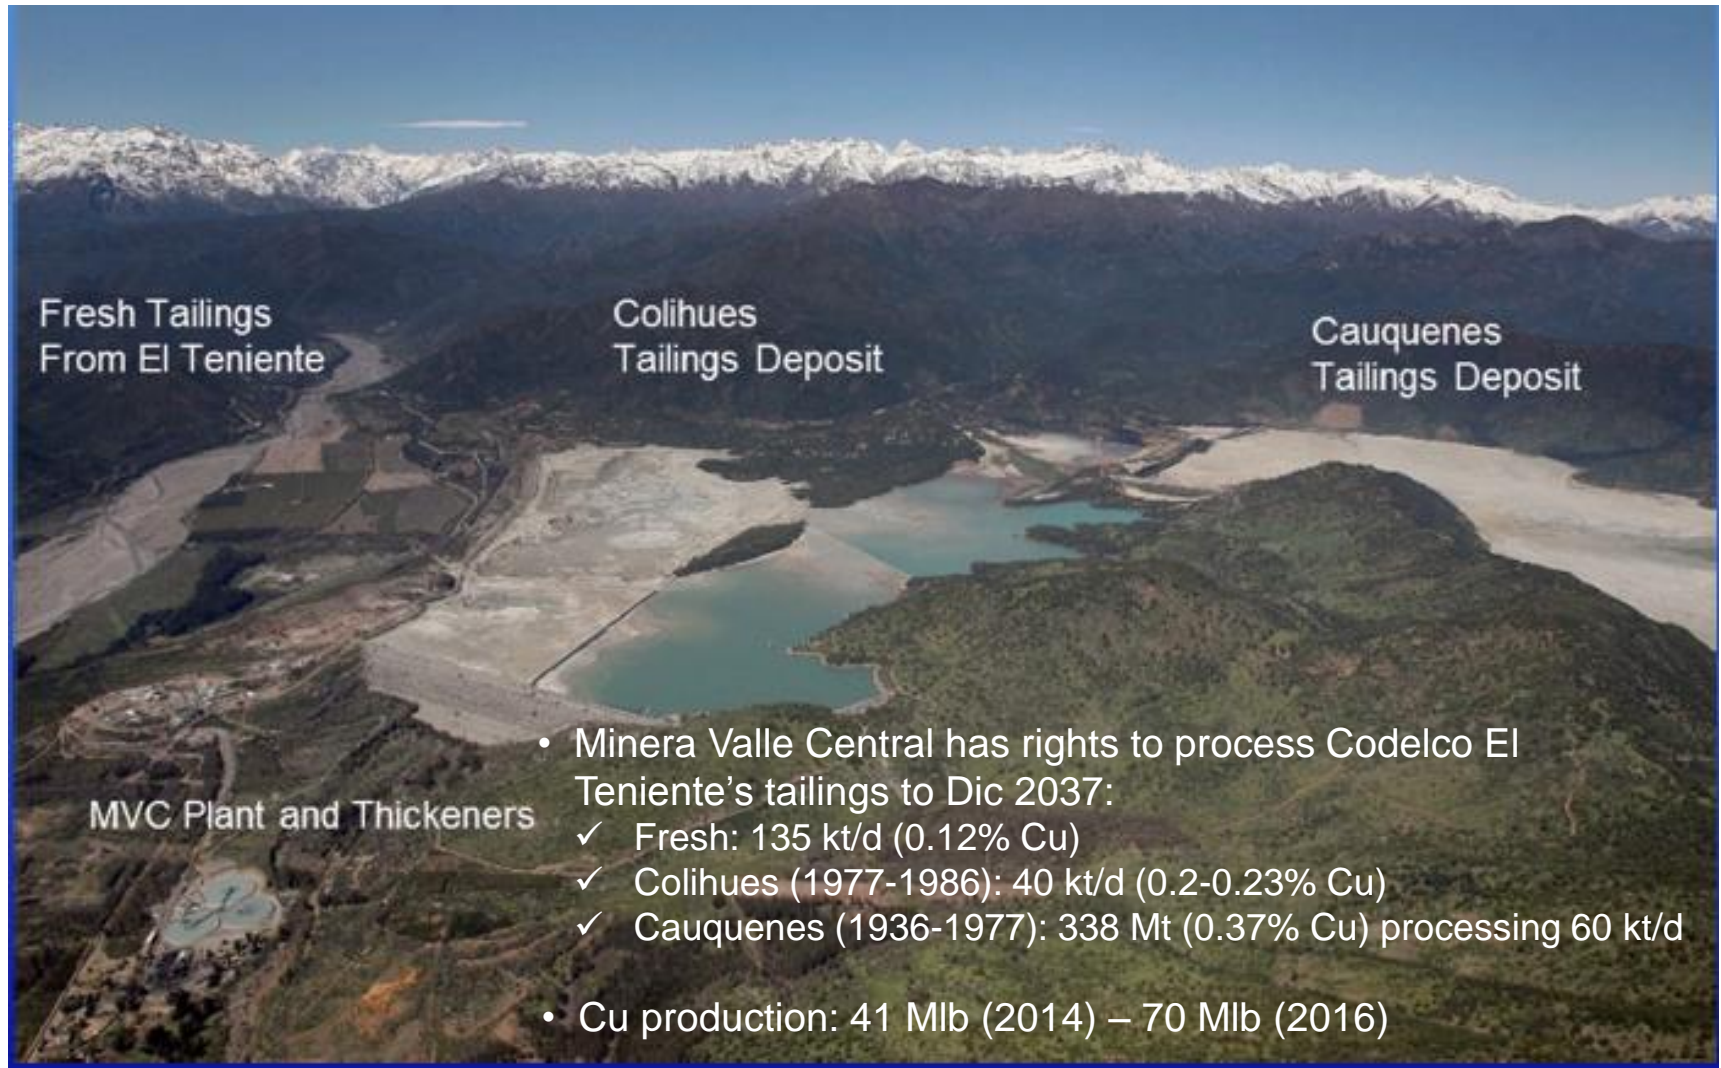 Fresh Tailings
From El Teniente
Colihues
Tailings Deposit
Cauquenes
Tailings Deposit
MVC Plant and Thickeners
• Minera Valle Central has rights to process Codelco El
Teniente’s tailings to Dic 2037:
✓ Fresh: 135 kt/d (0.12% Cu)
✓ Colihues (1977-1986): 40 kt/d (0.2-0.23% Cu)
✓ Cauquenes (1936-1977): 338 Mt (0.37% Cu) processing 60 kt/d
• Cu production: 41 Mlb (2014) – 70 Mlb (2016)